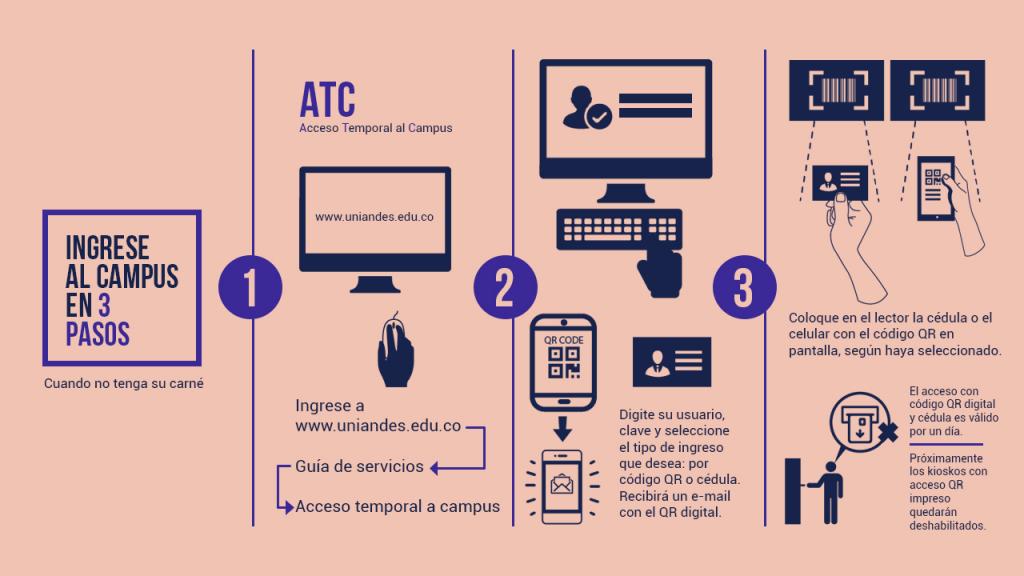 INGRESE
AL CAMPUS
EN 3
PASOS
Cuando no tenga su carné
1
ATC
Acceso Temporal al Campus
www.uniandes.edu.co
Ingrese a
www.uniandes.edu.co
Guía de servicios
Acceso temporal a campus
2
QR CODE
Digite su usuario,
clave y seleccione
el tipo de ingreso
que desea: por
código QR o cédula.
Recibirá un e-mail
con el QR digital.
3
Coloque en el lector la cédula o el
celular con el código QR en
pantalla, según haya seleccionado.
El acceso con
código QR digital
y cédula es válido
por un día.
Próximamente
los kioskos con
acceso QR
impreso
quedarán
deshabilitados.